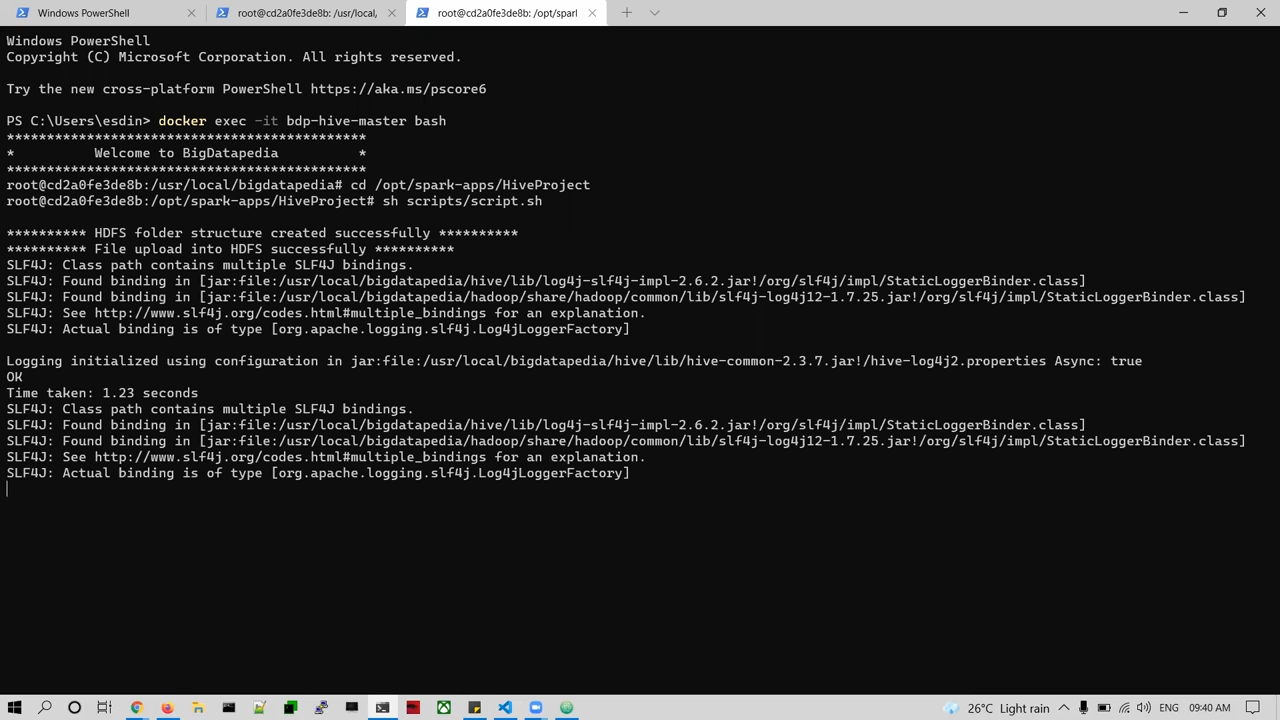 Windows PowerShell
root@cd2a0fe3de8b: /usr/local,
root@cd2a0fe3de8b: /opt/spark
Windows PowerShell
Copyright (C) Microsoft Corporation. All rights reserved.
Try the new cross-platform PowerShell https://aka.ms/pscore6
PS C:\Users\esdin> docker exec -it bdp-hive-master bash
*********************************************
*          Welcome to BigDatapedia          *
*********************************************
root@cd2a0fe3de8b:/usr/local/bigdatapedia# cd /opt/spark-apps/HiveProject
root@cd2a0fe3de8b:/opt/spark-apps/HiveProject# sh scripts/script.sh
********** HDFS folder structure created successfully **********
********** File upload into HDFS successfully **********
SLF4J: Class path contains multiple SLF4J bindings.
SLF4J: Found binding in [jar:file:/usr/local/bigdatapedia/hive/lib/log4j-slf4j-impl-2.6.2.jar!/org/slf4j/impl/StaticLoggerBinder.class]
SLF4J: Found binding in [jar:file:/usr/local/bigdatapedia/hadoop/share/hadoop/common/lib/slf4j-log4j12-1.7.25.jar!/org/slf4j/impl/StaticLoggerBinder.class]
SLF4J: See http://www.slf4j.org/codes.html#multiple_bindings for an explanation.
SLF4J: Actual binding is of type [org.apache.logging.slf4j.Log4jLoggerFactory]
Logging initialized using configuration in jar:file:/usr/local/bigdatapedia/hive/lib/hive-common-2.3.7.jar!/hive-log4j2.properties Async: true
OK
Time taken: 1.23 seconds
SLF4J: Class path contains multiple SLF4J bindings.
SLF4J: Found binding in [jar:file:/usr/local/bigdatapedia/hive/lib/log4j-slf4j-impl-2.6.2.jar!/org/slf4j/impl/StaticLoggerBinder.class]
SLF4J: Found binding in [jar:file:/usr/local/bigdatapedia/hadoop/share/hadoop/common/lib/slf4j-log4j12-1.7.25.jar!/org/slf4j/impl/StaticLoggerBinder.class]
SLF4J: See http://www.slf4j.org/codes.html#multiple_bindings for an explanation.
SLF4J: Actual binding is of type [org.apache.logging.slf4j.Log4jLoggerFactory]
26°C Light rain
ENG
09:40 AM